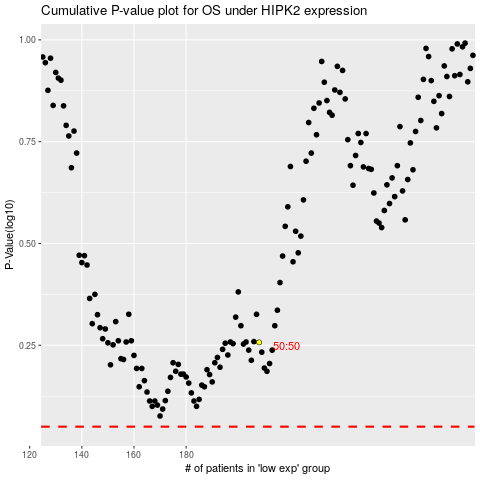 Cumulative P-value plot for OS under HIPK2 expression
1.00
0.75
0.50
0.25
P-Value(log10)
50:50
120 140 160 180
# of patients in 'low exp' group